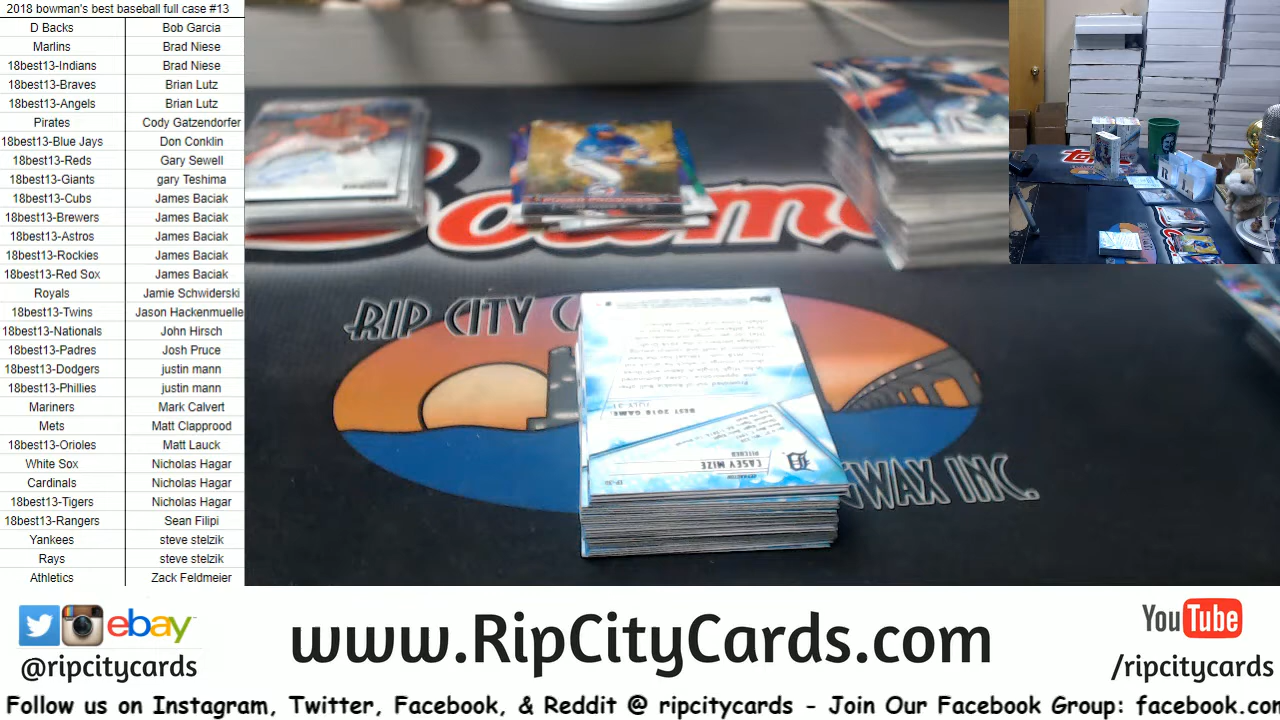 2018 bowman's best baseball full case #13
D Backs Bob Garcia
Marlins Brad Niese
18best13-Indians Brad Niese
18best13-Braves Brian Lutz
18best13-Angels Brian Lutz
Pirates Cody Gatzendorfer
18best13-Blue Jays Don Conklin
18best13-Reds Gary Sewell
18best13-Giants gary Teshima
18best13-Cubs James Baciak
18best13-Brewers James Baciak
18best13-Astros James Baciak
18best13-Rockies James Baciak
18best13-Red Sox James Baciak
Royals Jamie Schwiderski
18best13-Twins Jason Hackenmuelle
18best13-Nationals John Hirsch
18best13-Padres Josh Pruce
18best13-Dodgers justin mann
18best13-Phillies justin mann
Mariners Mark Calvert
Mets Matt Clapprood
18best13-Orioles Matt Lauck
White Sox Nicholas Hagar
Cardinals Nicholas Hagar
18best13-Tigers Nicholas Hagar
18best13-Rangers Sean Filipi
Yankees steve stelzik
Rays steve stelzik
Athletics Zack Feldmeier
RIP CITY
WAX INC.
BEST 2018 GAME
JULY 21
CASEY MIZE
PITCHER
ebay
@ripcitycards
www.RipCityCards.com
YouTube
/ripcitycards
Follow us on Instagram, Twitter, Facebook, & Reddit @ ripcitycards - Join Our Facebook Group: facebook.con